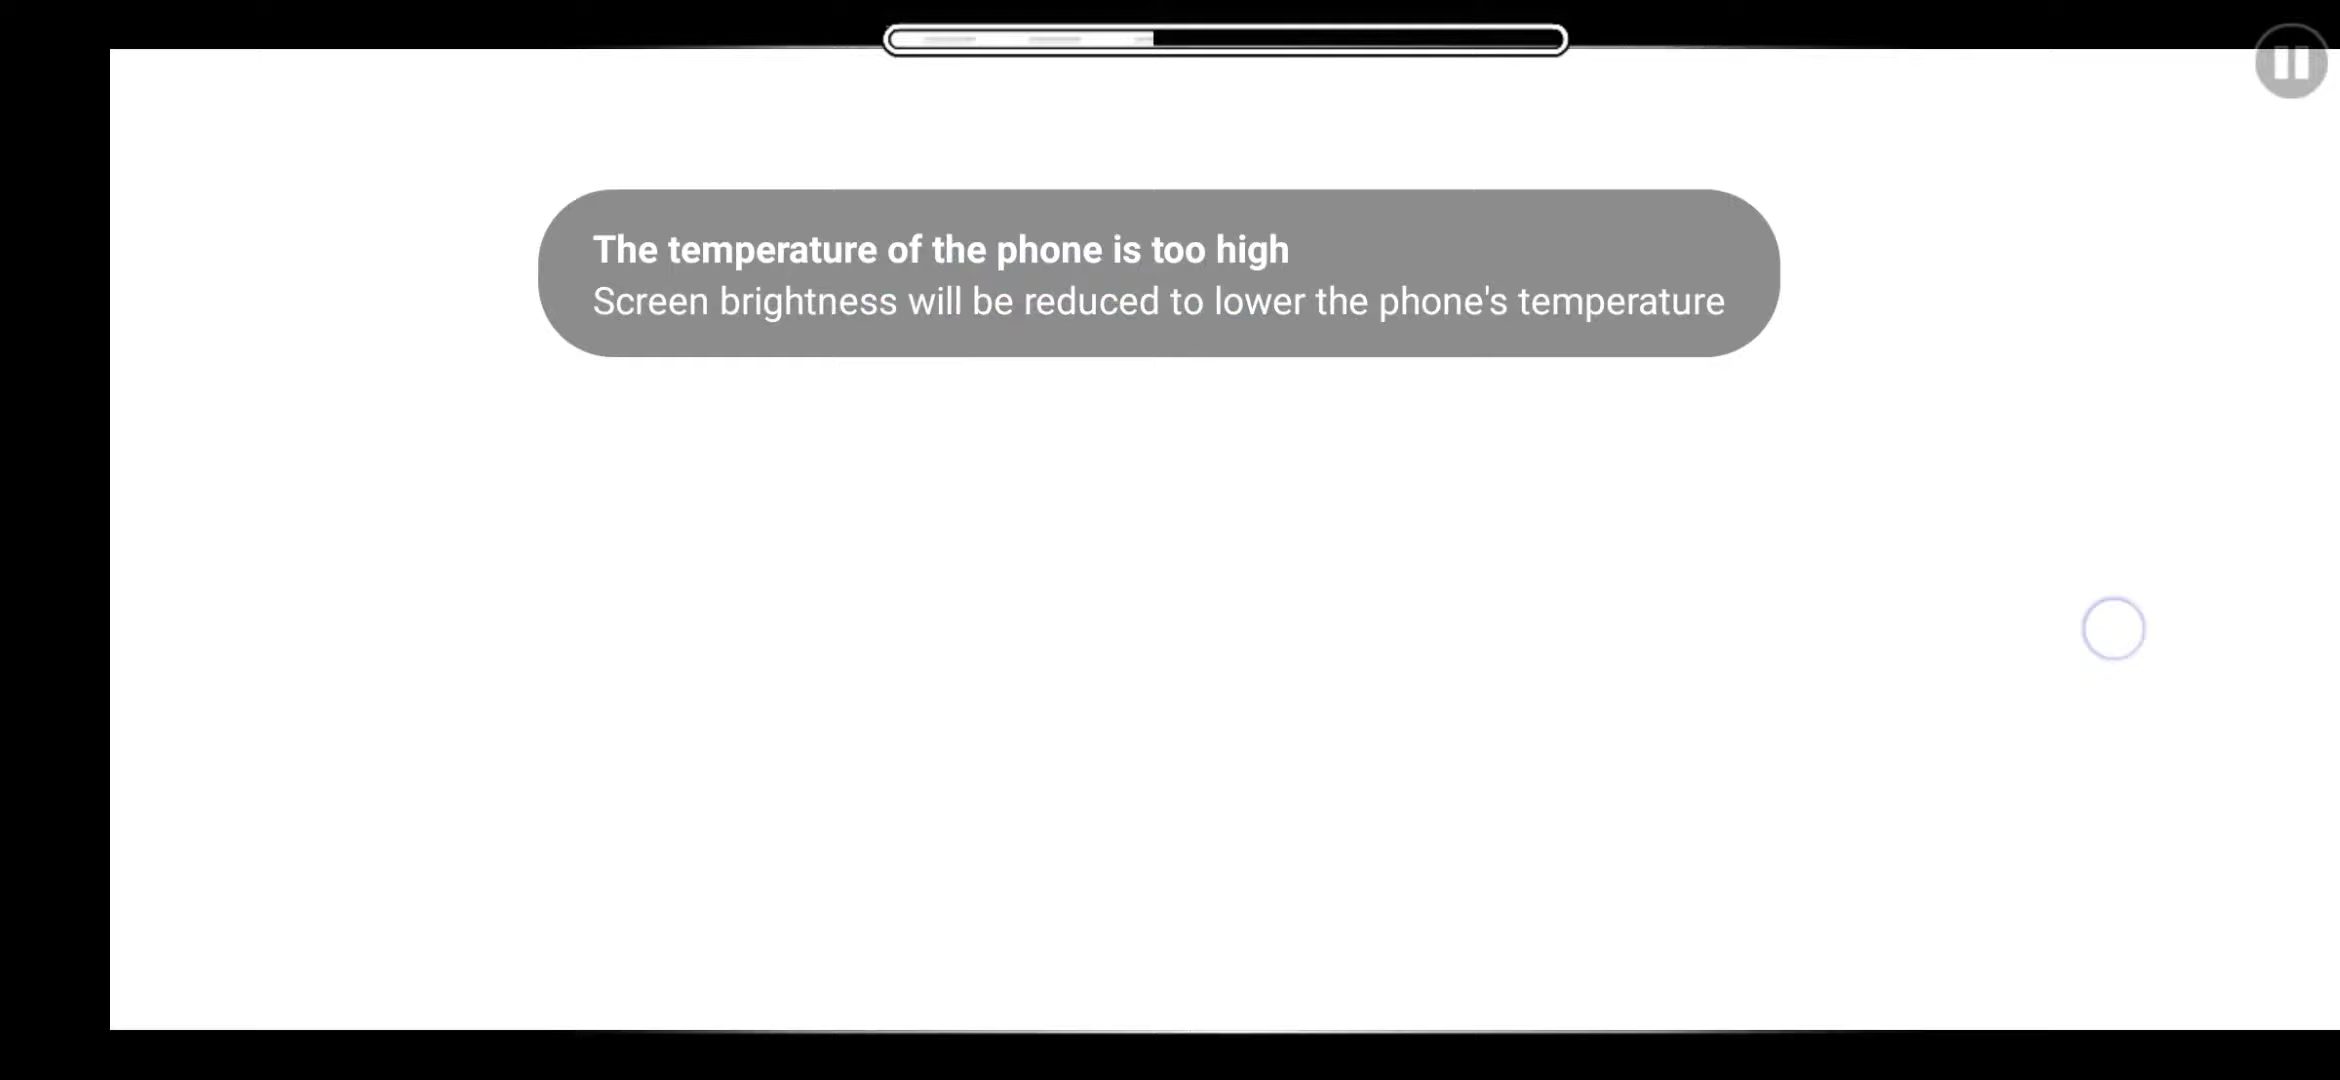 The temperature of the phone is too high
Screen brightness will be reduced to lower the phone's temperature